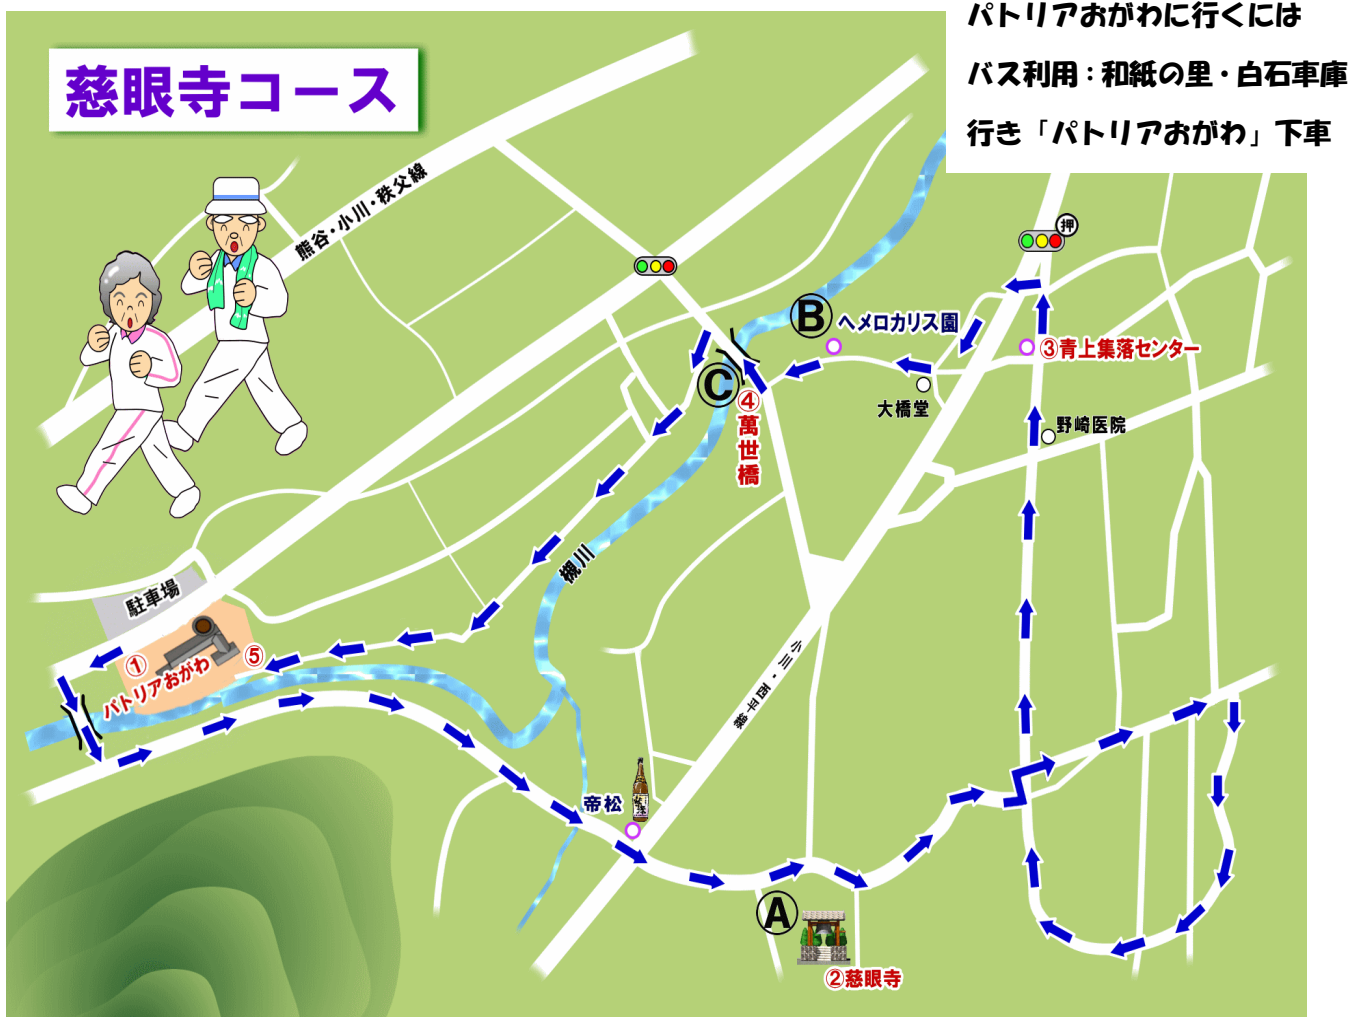 パトリアおがわに行くには
バス利用：和紙の里・白石車庫
行き「パトリアおがわ」下車
慈眼寺コース
熊谷・小川・秩父線
押
B
ヘメロカリス園
③青上集落センター
C
④萬世橋
大橋堂
野崎医院
槻川
駐車場
①
パトリアおがわ
⑤
小川・西平線
帝松
A
②慈眼寺